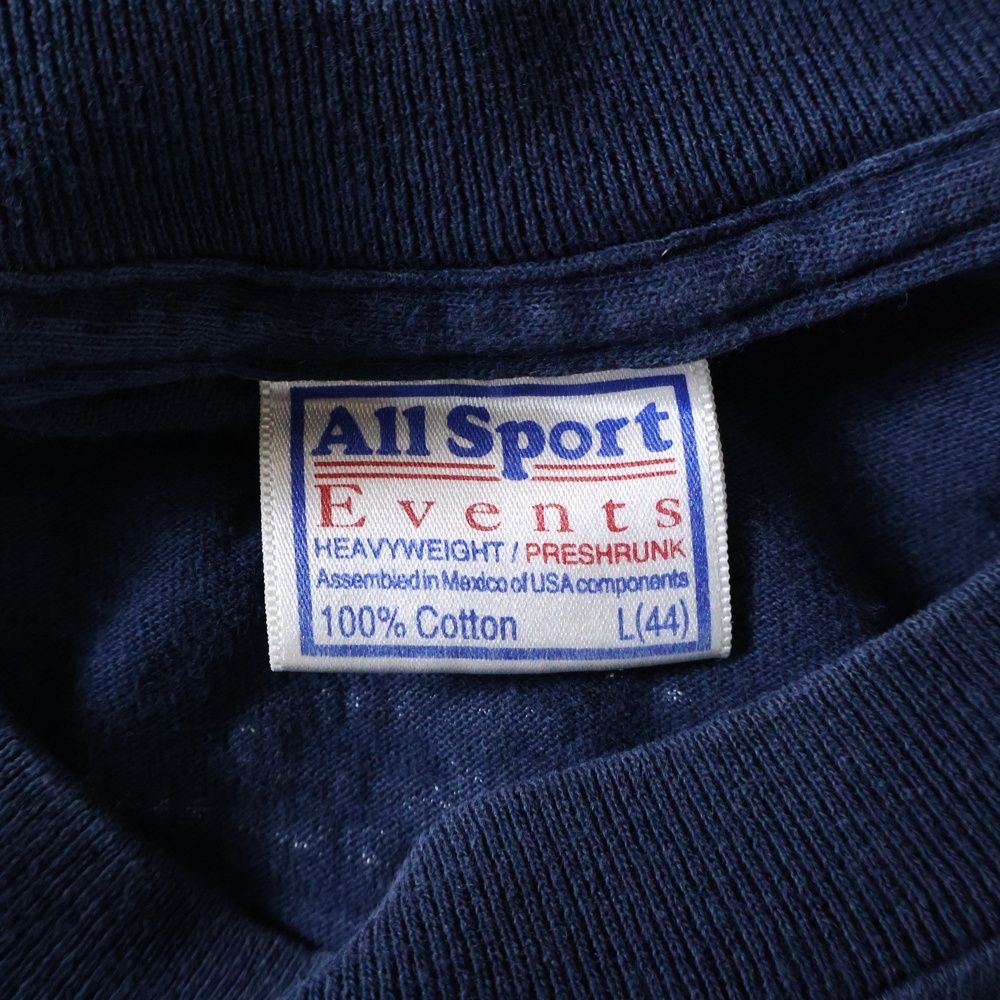 All Sport
Events
HEAVYWEIGHT / PRESHRUNK
Assembled in Mexico of USA components
100% Cotton L(44)